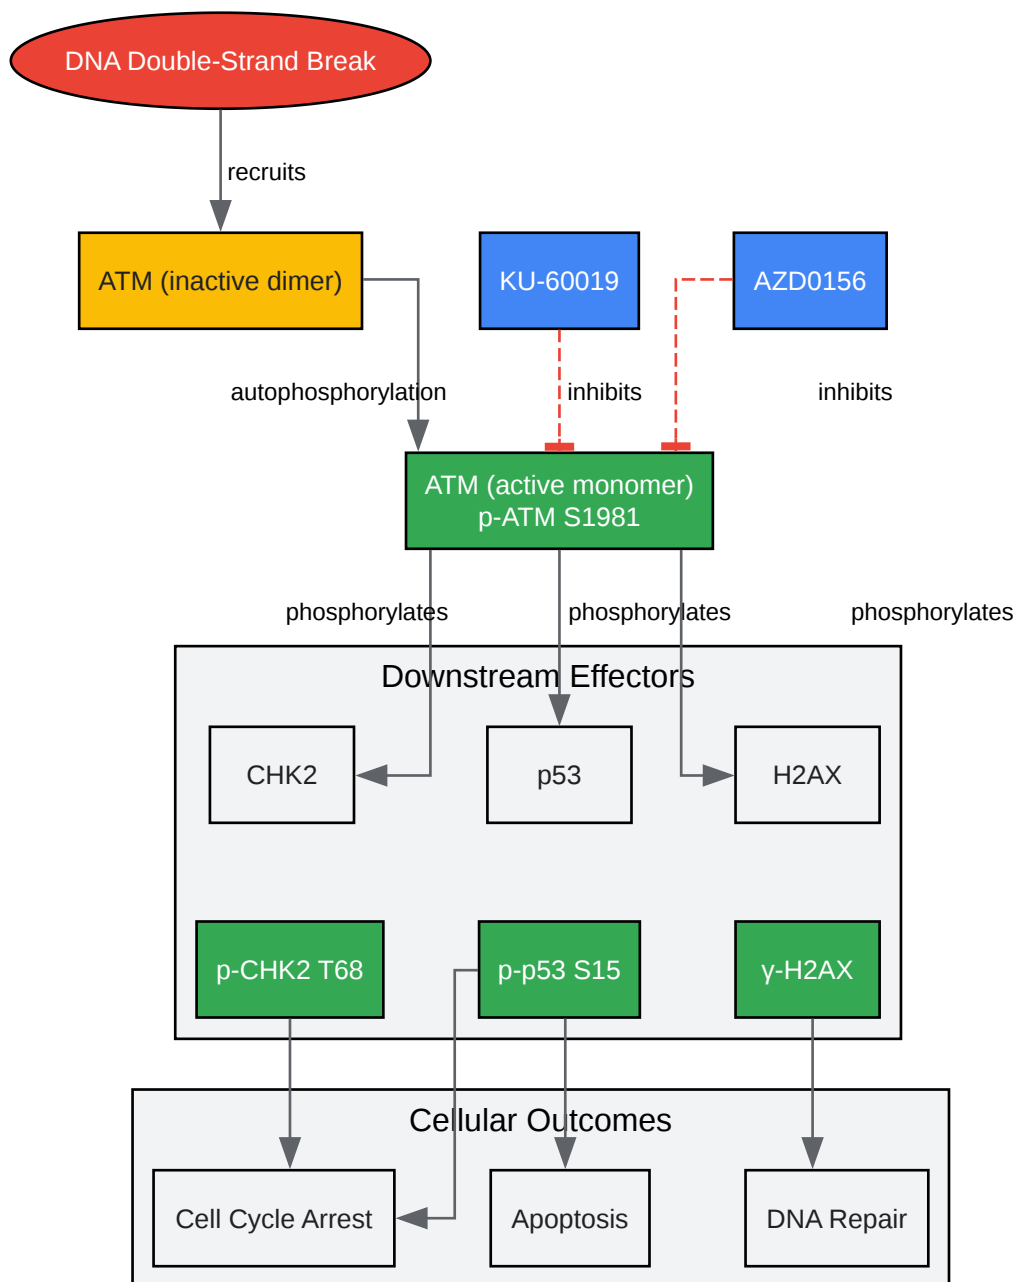 DNA Double-Strand Break
recruits
ATM (inactive dimer)
KU-60019
AZD0156
autophosphorylation
inhibits
inhibits
ATM (active monomer)
p-ATM S1981
phosphorylates
phosphorylates
phosphorylates
Downstream Effectors
CHK2
p53
H2AX
p-CHK2 T68
p-p53 S15
γ-H2AX
Cellular Outcomes
Cell Cycle Arrest
Apoptosis
DNA Repair